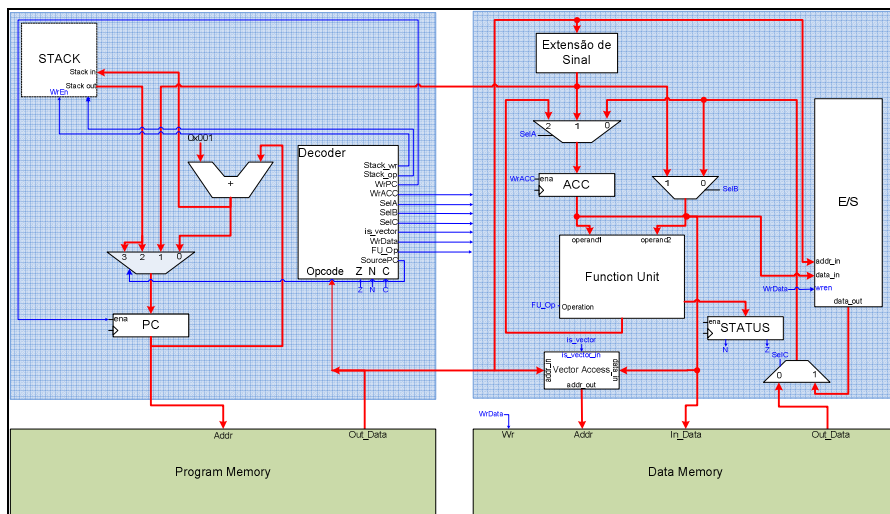 STACK
Stack in
Stack out
WrEn
0x001
+
3 2 1 0
ena
PC
Decoder
Stack_wr
Stack_op
WrPC
WrACC
SelA
SelB
SelC
is_vector
WrData
FU_Op
SourcePC
Opcode Z N C
Z N C
Addr
Out_Data
Program Memory
Extensão de
Sinal
2 1 0
SelA
WrACC
ena
ACC
1 0
SelB
operand1
operand2
Function Unit
FU_Op
Operation
E/S
addr_in
data_in
WrData
wren
data_out
ena
STATUS
N Z
is_vector
is_vector_in
addr_in
Vector Access
data_in
addr_out
SelC
0 1
WrData
Wr
Addr
In_Data
Out_Data
Data Memory